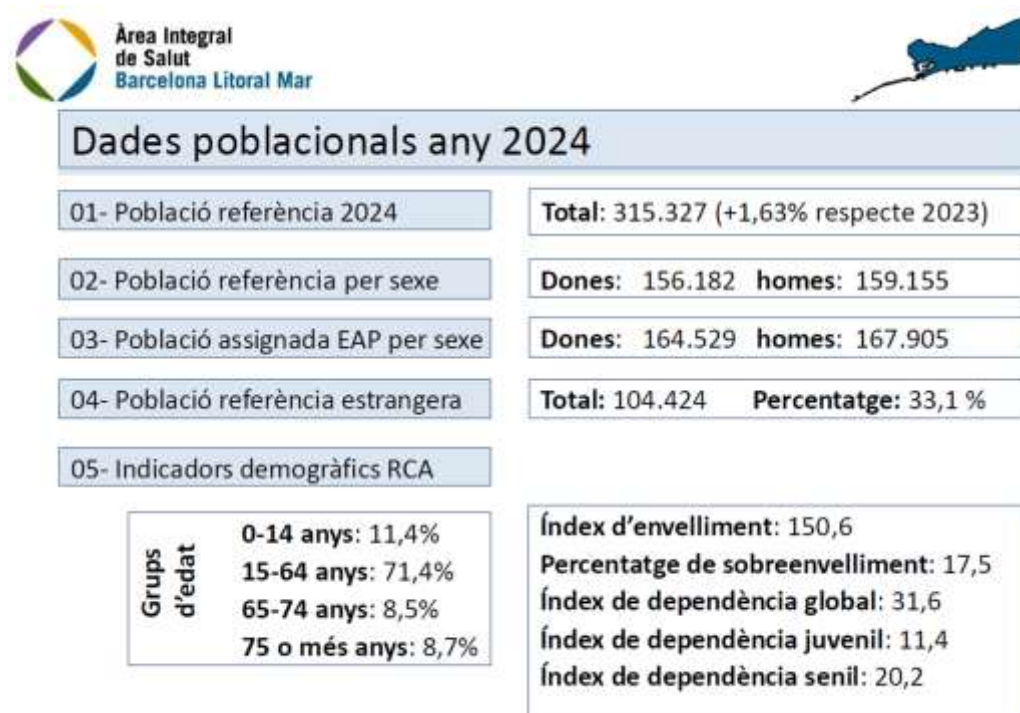 Àrea Integral
de Salut
Barcelona Litoral Mar
Dades poblacionals any 2024
01- Població referència 2024
Total: 315.327 (+1,63% respecte 2023)
02- Població referència per sexe
Dones: 156.182 homes: 159.155
03- Població assignada EAP per sexe
Dones: 164.529 homes: 167.905
04- Població referència estrangera
Total: 104.424 Percentatge: 33,1 %
05- Indicadors demogràfics RCA
Grups
d'edat
0-14 anys: 11,4%
15-64 anys: 71,4%
65-74 anys: 8,5%
75 o més anys: 8,7%
Índex d'envelliment: 150,6
Percentatge de sobreenvelliment: 17,5
Índex de dependència global: 31,6
Índex de dependència juvenil: 11,4
Índex de dependència senil: 20,2